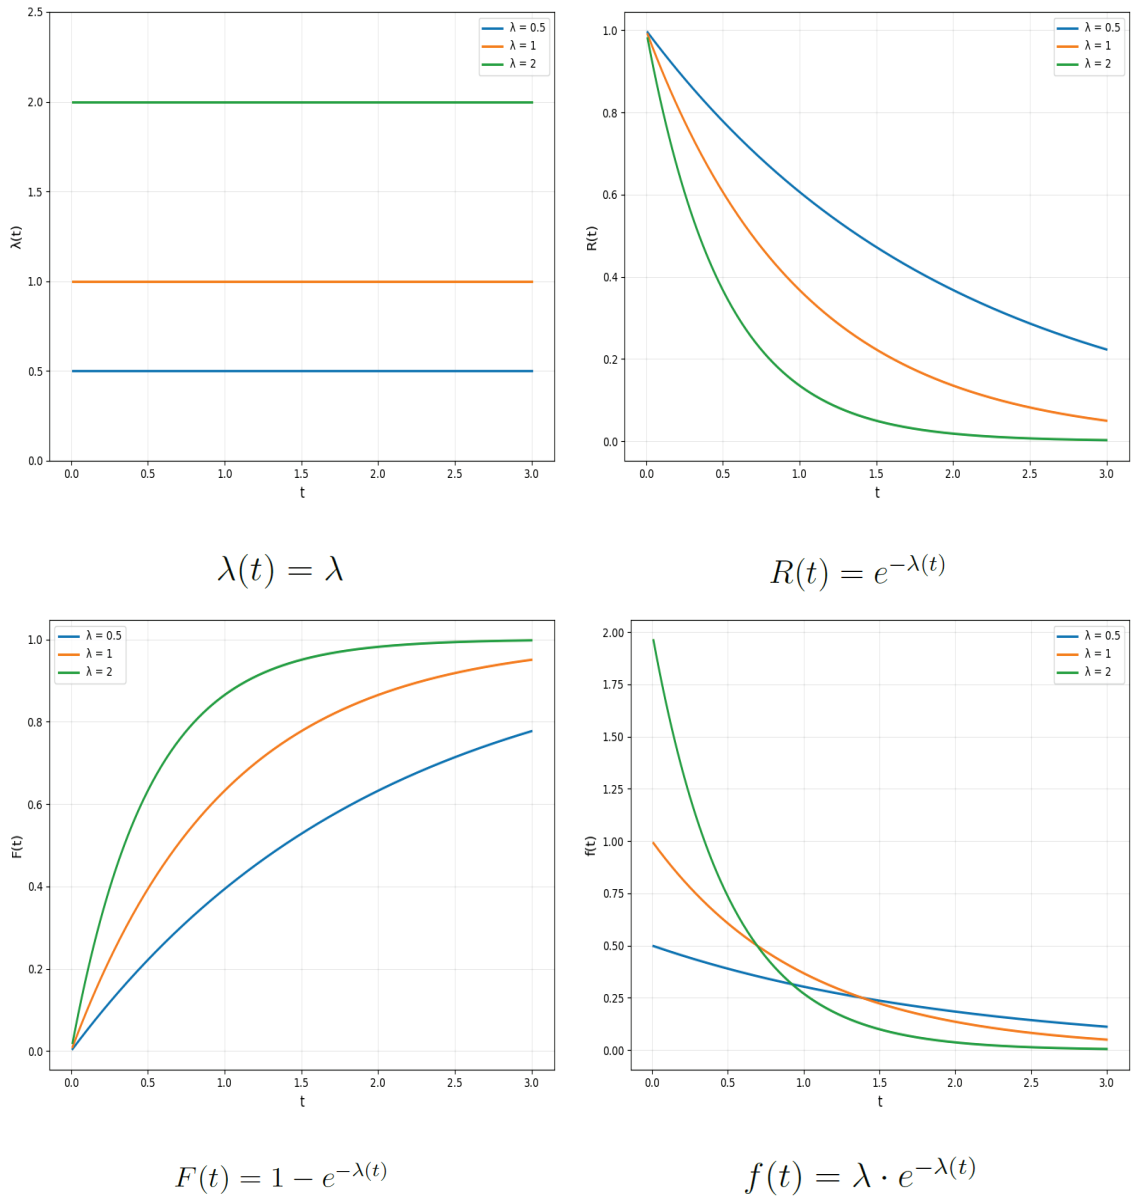 2.5
2.0
1.5
1.0
0.5
0.0
λ(t)
λ = 0.5
λ = 1
λ = 2
0.0 0.5 1.0 1.5 2.0 2.5 3.0
t
λ(t) = λ
1.0
0.8
0.6
0.4
0.2
0.0
R(t)
λ = 0.5
λ = 1
λ = 2
0.0 0.5 1.0 1.5 2.0 2.5 3.0
t
R(t) = e^{-λ(t)}
1.0
0.8
0.6
0.4
0.2
0.0
F(t)
λ = 0.5
λ = 1
λ = 2
0.0 0.5 1.0 1.5 2.0 2.5 3.0
t
F(t) = 1 − e^{-λ(t)}
2.00
1.75
1.50
1.25
1.00
0.75
0.50
0.25
0.00
f(t)
λ = 0.5
λ = 1
λ = 2
0.0 0.5 1.0 1.5 2.0 2.5 3.0
t
f(t) = λ · e^{-λ(t)}